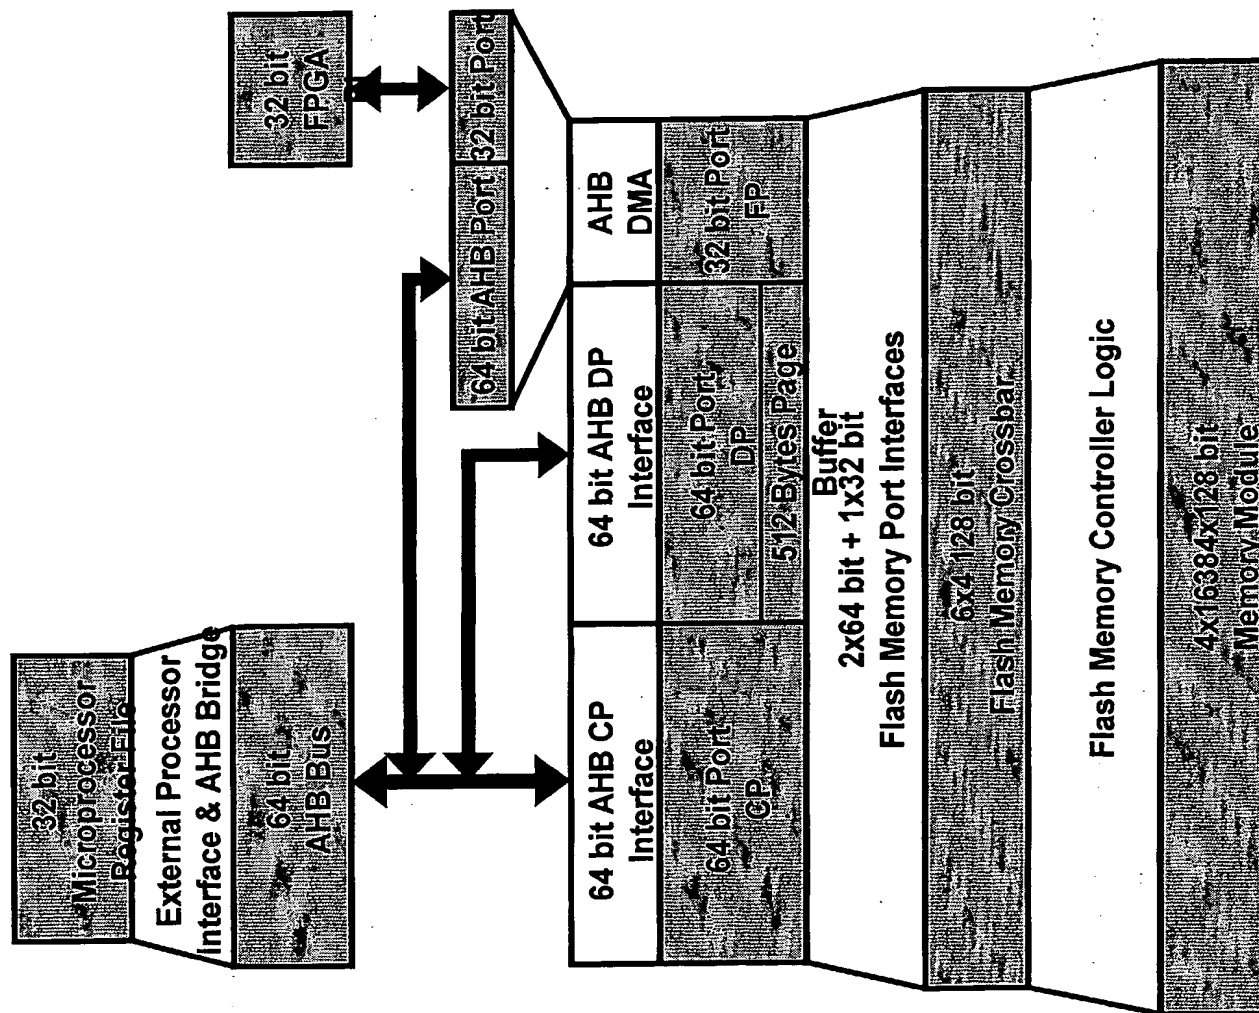 32 bit
Microprocessor
Register File
External Processor
Interface & AHB Bridge
64 bit
AHB Bus
32 bit
FPGA
64 bit AHB Port
32 bit Port
64 bit AHB CP
Interface
64 bit AHB DP
Interface
AHB
DMA
64 bit Port
CP
64 bit Port
DP
512 Bytes Page
Buffer
32 bit Port
FP
2x64 bit + 1x32 bit
Flash Memory Port Interfaces
6x4 128 bit
Flash Memory Crossbar
Flash Memory Controller Logic
4x16384x128 bit
Memory Module